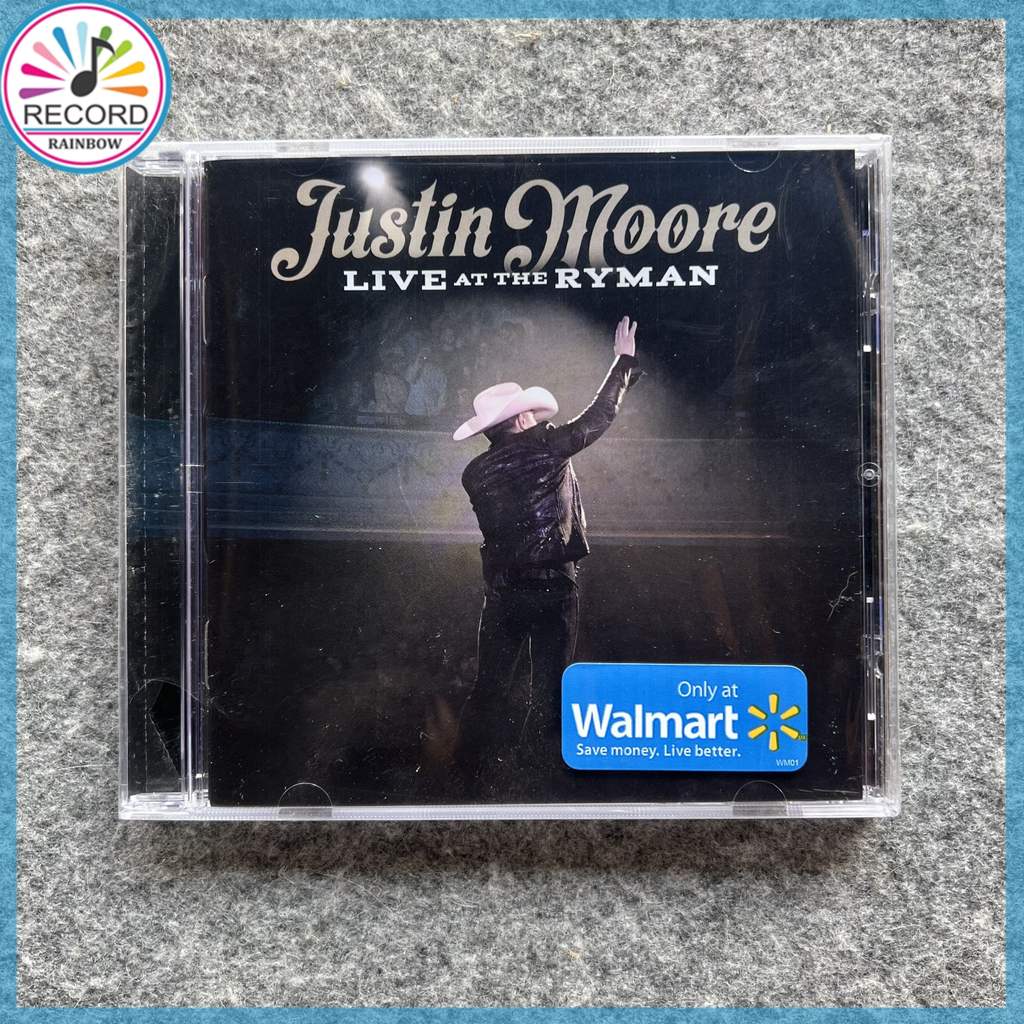 RECORD
RAINBOW
Justin Moore
LIVE AT THE RYMAN
Only at
Walmart
Save money. Live better.
WM01